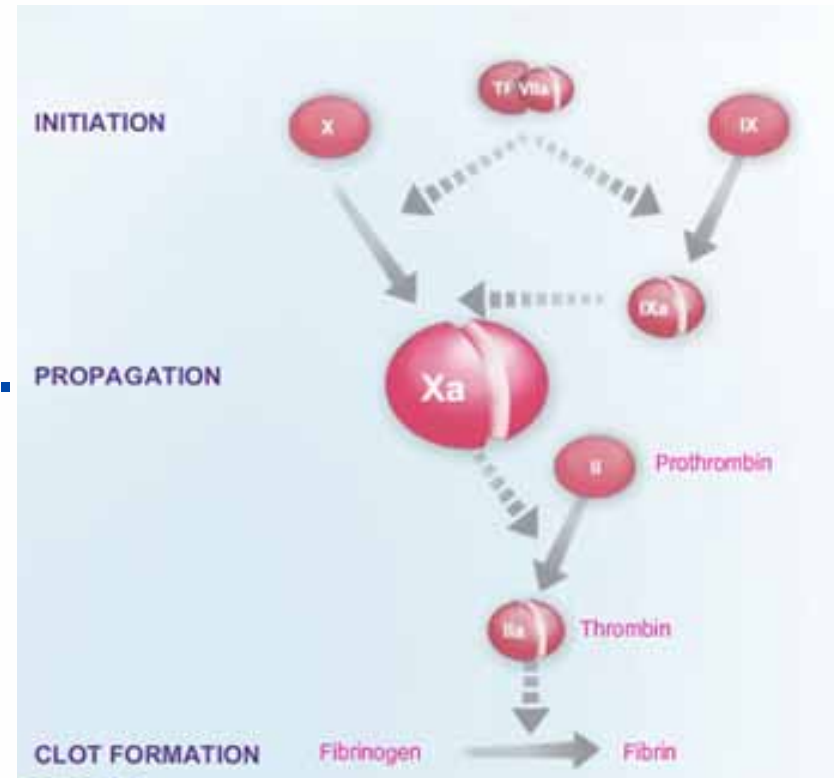 TF VIIa
INITIATION
X
IX
IXa
PROPAGATION
Xa
II
Prothrombin
IIa
Thrombin
CLOT FORMATION
Fibrinogen
Fibrin